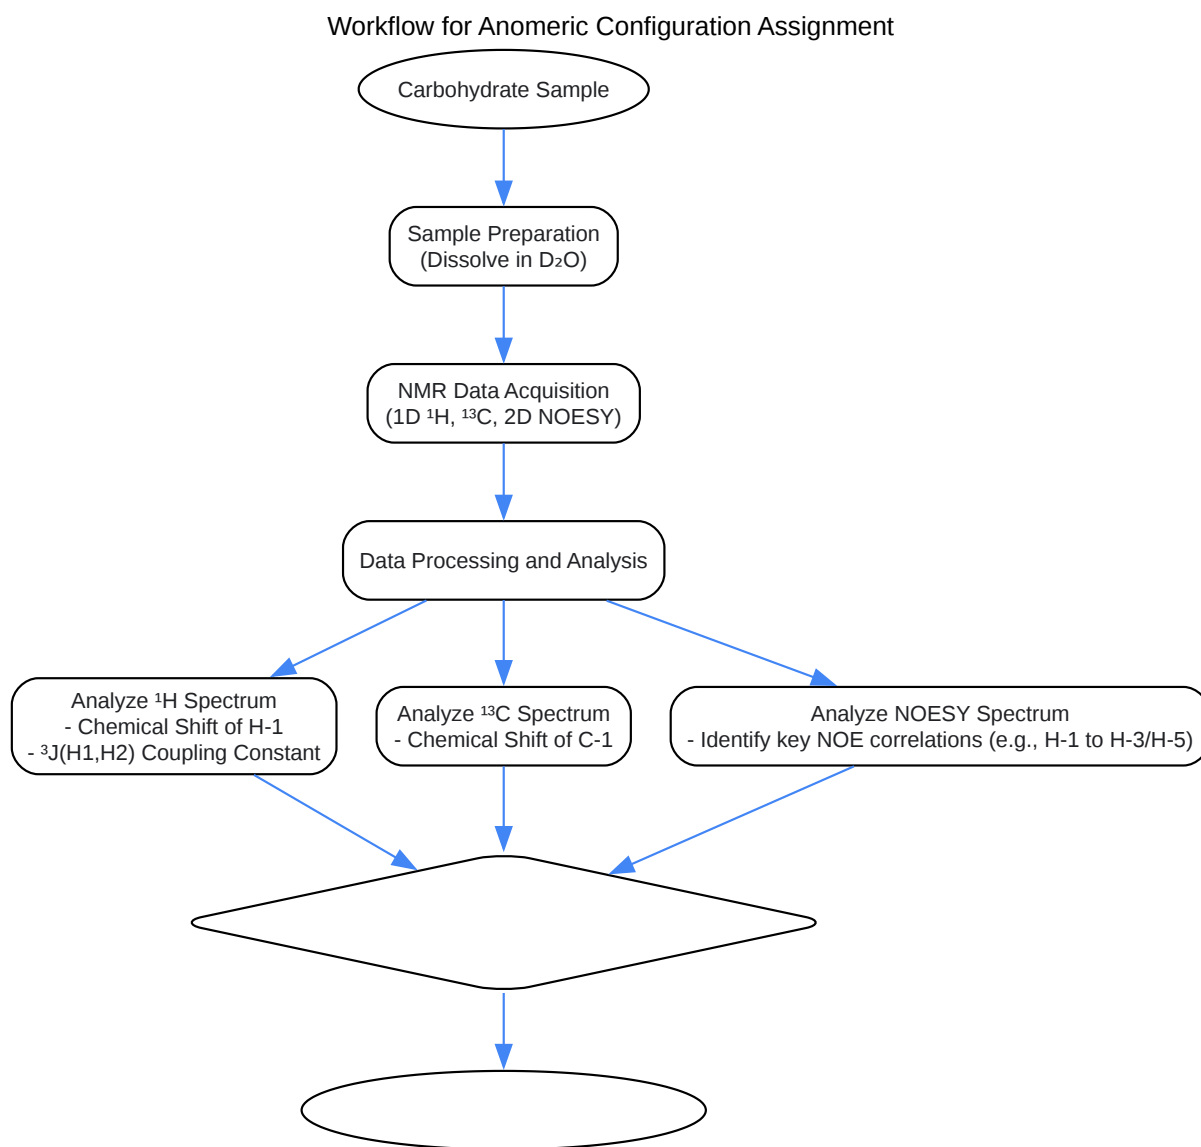 Workflow for Anomeric Configuration Assignment
Carbohydrate Sample
Sample Preparation
(Dissolve in D₂O)
NMR Data Acquisition
(1D ¹H, ¹³C, 2D NOESY)
Data Processing and Analysis
Analyze ¹H Spectrum
- Chemical Shift of H-1
- ³J(H1,H2) Coupling Constant
Analyze ¹³C Spectrum
- Chemical Shift of C-1
Analyze NOESY Spectrum
- Identify key NOE correlations (e.g., H-1 to H-3/H-5)